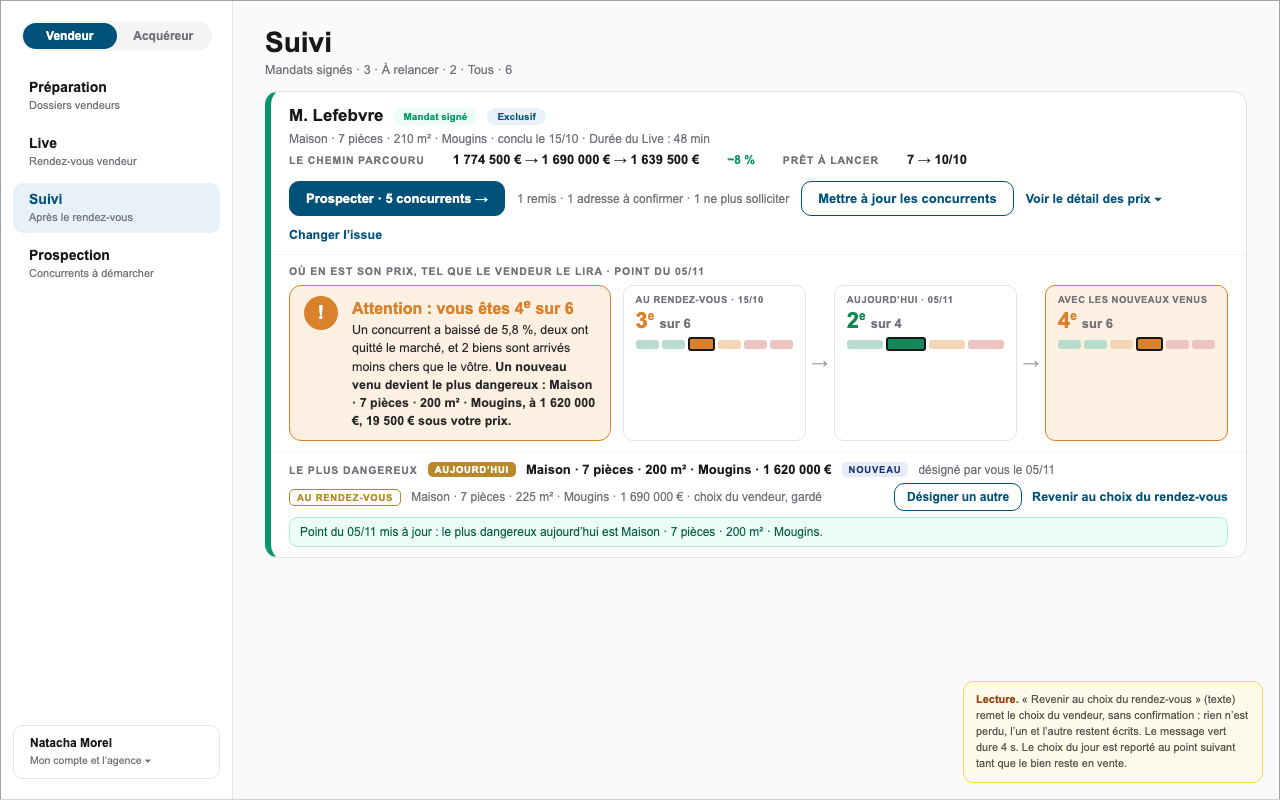 Vendeur
Acquéreur
Préparation
Dossiers vendeurs
Live
Rendez-vous vendeur
Suivi
Après le rendez-vous
Prospection
Concurrents à démarcher
Natacha Morel
Mon compte et l'agence
Suivi
Mandats signés · 3 · À relancer · 2 · Tous · 6
M. Lefebvre Mandat signé Exclusif
Maison · 7 pièces · 210 m² · Mougins · conclu le 15/10 · Durée du Live : 48 min
LE CHEMIN PARCOURU 1 774 500 € → 1 690 000 € → 1 639 500 € −8 % PRÊT À LANCER 7 → 10/10
Prospecter · 5 concurrents → 1 remis · 1 adresse à confirmer · 1 ne plus solliciter Mettre à jour les concurrents Voir le détail des prix
Changer l'issue
OÙ EN EST SON PRIX, TEL QUE LE VENDEUR LE LIRA · POINT DU 05/11
!
Attention : vous êtes 4e sur 6
Un concurrent a baissé de 5,8 %, deux ont
quitté le marché, et 2 biens sont arrivés
moins chers que le vôtre. Un nouveau
venu devient le plus dangereux : Maison
· 7 pièces · 200 m² · Mougins, à 1 620 000
€, 19 500 € sous votre prix.
AU RENDEZ-VOUS · 15/10
3e sur 6
→
AUJOURD'HUI · 05/11
2e sur 4
→
AVEC LES NOUVEAUX VENUS
4e sur 6
LE PLUS DANGEREUX AUJOURD'HUI Maison · 7 pièces · 200 m² · Mougins · 1 620 000 € NOUVEAU désigné par vous le 05/11
AU RENDEZ-VOUS Maison · 7 pièces · 225 m² · Mougins · 1 690 000 € · choix du vendeur, gardé Désigner un autre Revenir au choix du rendez-vous
Point du 05/11 mis à jour : le plus dangereux aujourd'hui est Maison · 7 pièces · 200 m² · Mougins.
Lecture. « Revenir au choix du rendez-vous » (texte)
remet le choix du vendeur, sans confirmation : rien n'est
perdu, l'un et l'autre restent écrits. Le message vert
dure 4 s. Le choix du jour est reporté au point suivant
tant que le bien reste en vente.